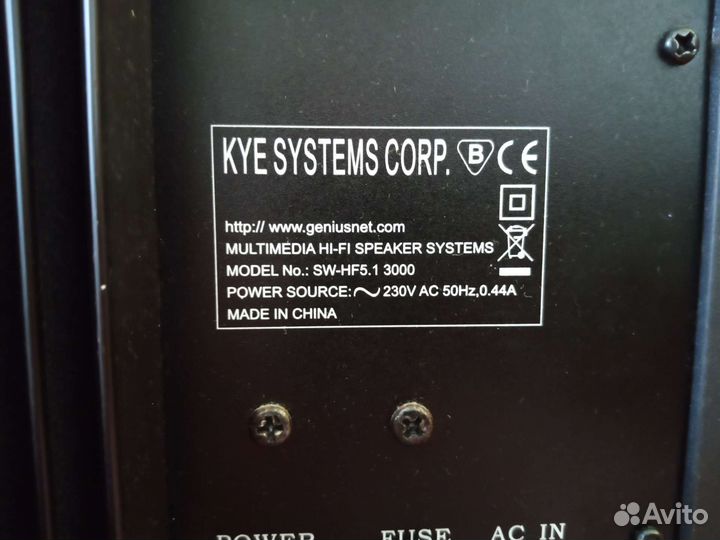 KYE SYSTEMS CORP. B CE
http:// www.geniusnet.com
MULTIMEDIA HI-FI SPEAKER SYSTEMS
MODEL No.: SW-HF5.1 3000
POWER SOURCE: ~ 230V AC 50Hz,0.44A
MADE IN CHINA
POWER FUSE AC IN
Avito